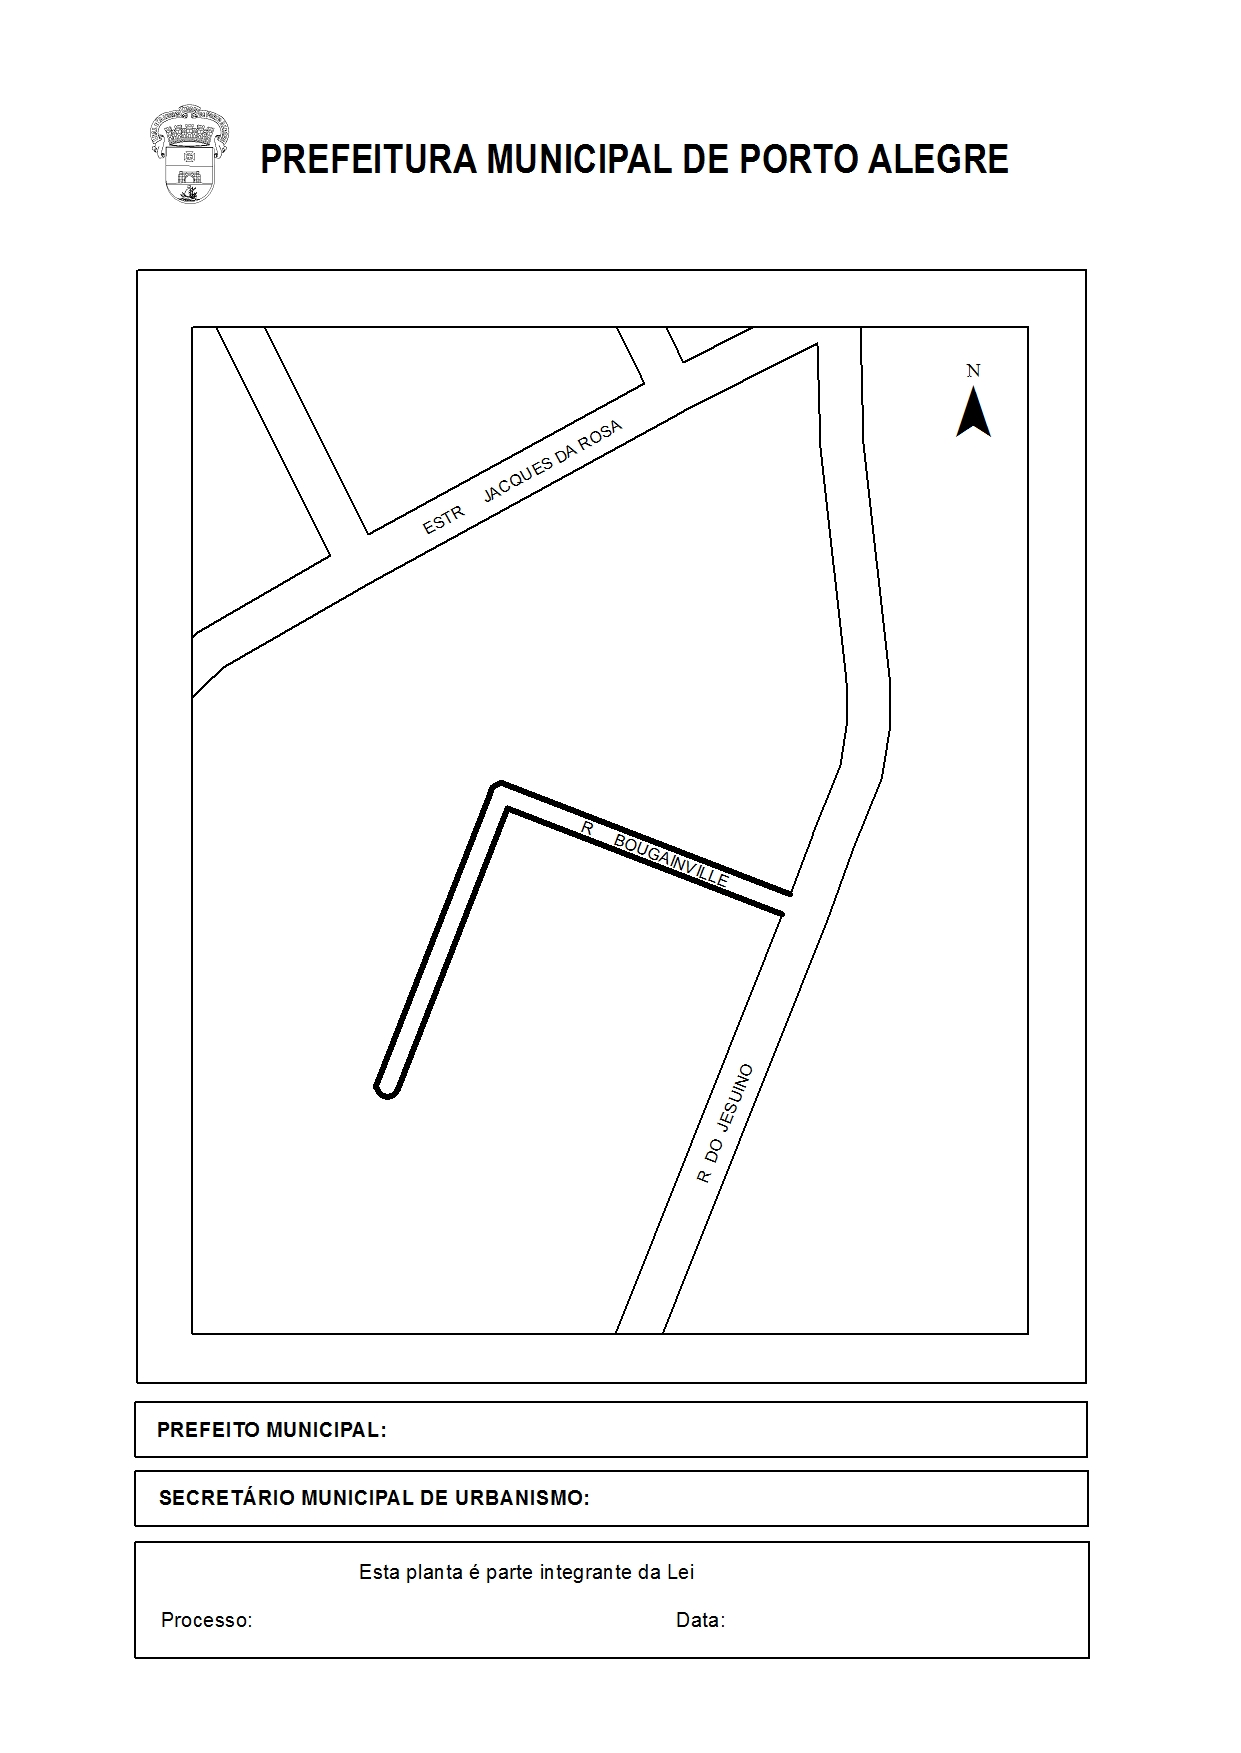 PREFEITURA MUNICIPAL DE PORTO ALEGRE
N
ESTR JACQUES DA ROSA
R BOUGAINVILLE
R DO JESUINO
PREFEITO MUNICIPAL:
SECRETÁRIO MUNICIPAL DE URBANISMO:
Esta planta é parte integrante da Lei
Processo: Data: